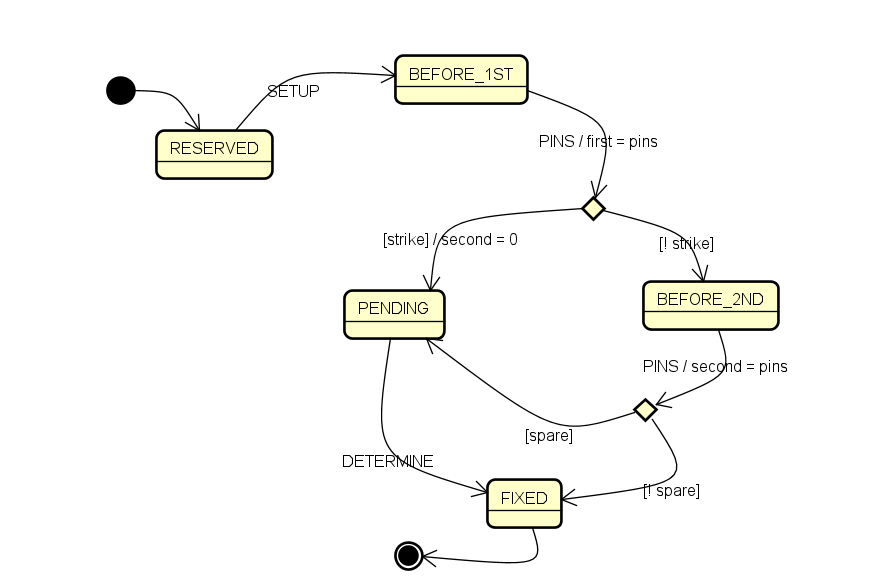 BEFORE_1ST
SETUP
RESERVED
PINS / first = pins
[strike] / second = 0
[! strike]
PENDING
BEFORE_2ND
PINS / second = pins
[spare]
DETERMINE
[! spare]
FIXED